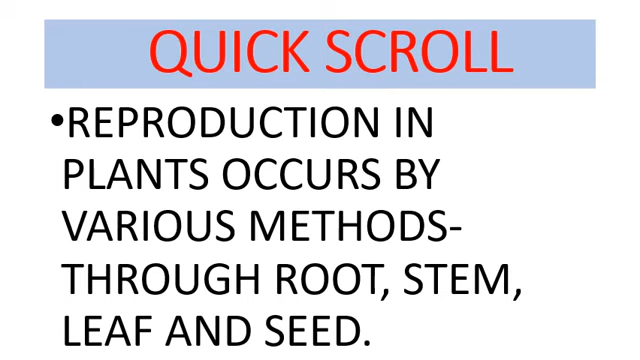 QUICK SCROLL
•REPRODUCTION IN
PLANTS OCCURS BY
VARIOUS METHODS-
THROUGH ROOT, STEM,
LEAF AND SEED.